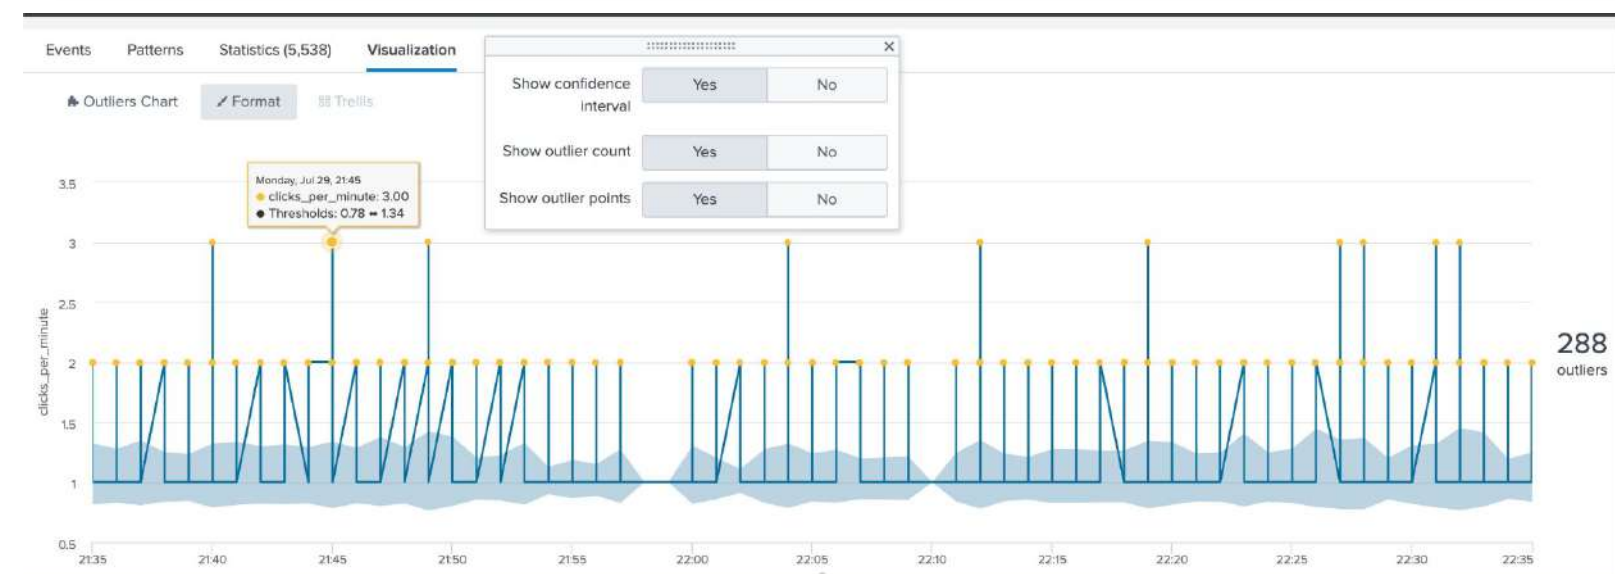 Events Patterns Statistics (5,538) Visualization
Outliers Chart Format Trellis
Show confidence interval Yes No
Show outlier count Yes No
Show outlier points Yes No
Monday, Jul 29, 21:45
clicks_per_minute: 3.00
Thresholds: 0.78 ↔ 1.34
clicks_per_minute
3.5
3
2.5
2
1.5
1
0.5
288
outliers
21:35 21:40 21:45 21:50 21:55 22:00 22:05 22:10 22:15 22:20 22:25 22:30 22:35